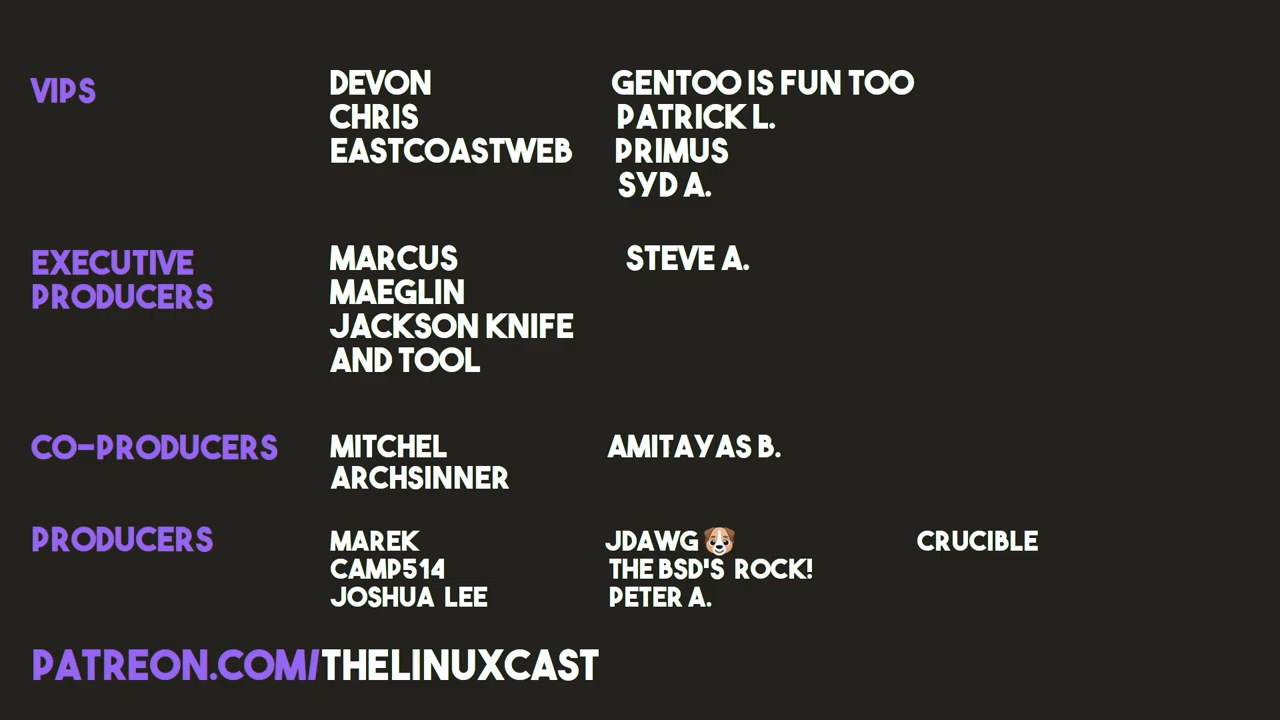 VIPS
DEVON
CHRIS
EASTCOASTWEB
GENTOO IS FUN TOO
PATRICK L.
PRIMUS
SYD A.
EXECUTIVE
PRODUCERS
MARCUS
MAEGLIN
JACKSON KNIFE
AND TOOL
STEVE A.
CO-PRODUCERS
MITCHEL
ARCHSINNER
AMITAYAS B.
PRODUCERS
MAREK
CAMP514
JOSHUA LEE
JDAWG🐶
THE BSD'S ROCK!
PETER A.
CRUCIBLE
PATREON.COM/THELINUXCAST